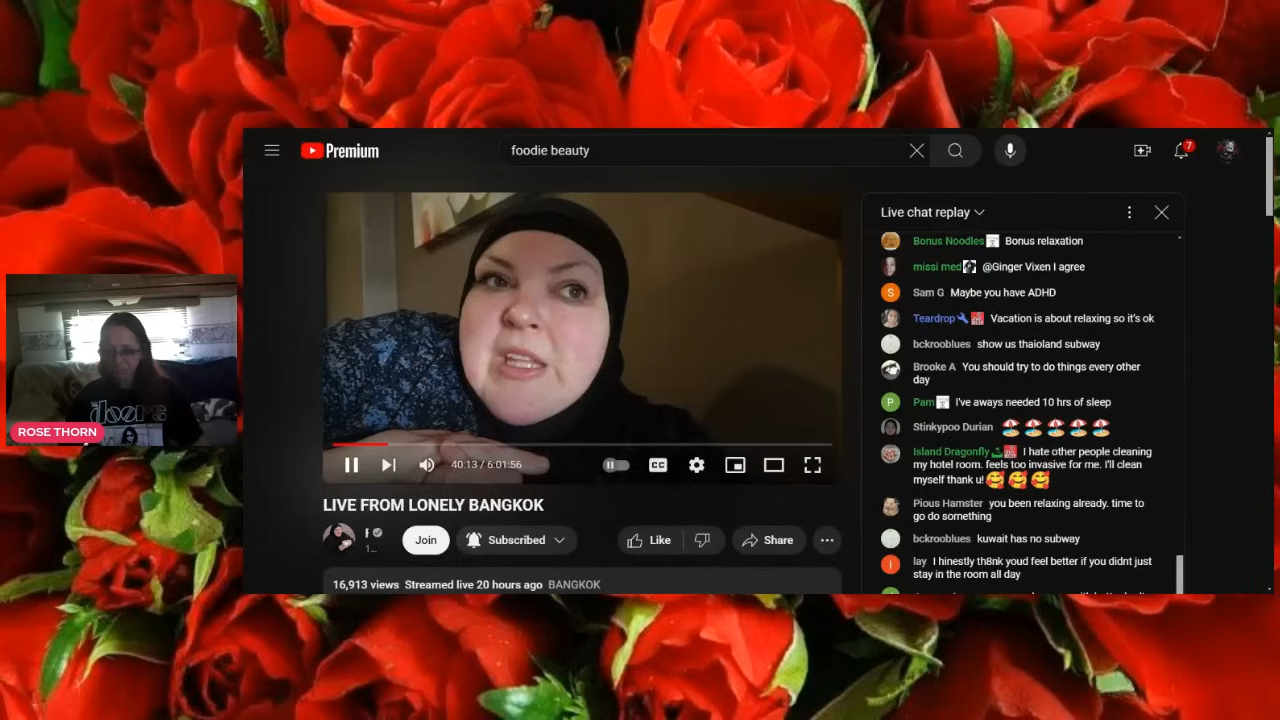 Premium
foodie beauty
7
Live chat replay
Bonus Noodles Bonus relaxation
missi med @Ginger Vixen I agree
S Sam G Maybe you have ADHD
Teardrop Vacation is about relaxing so it's ok
bckrooblues show us thaioland subway
Brooke A You should try to do things every other
day
P Pam I've aways needed 10 hrs of sleep
Stinkypoo Durian
Island Dragonfly I hate other people cleaning
my hotel room. feels too invasive for me. I'll clean
myself thank u!
Pious Hamster you been relaxing already. time to
go do something
bckrooblues kuwait has no subway
lay I hinestly th8nk youd feel better if you didnt just
stay in the room all day
the doors
ROSE THORN
40:13 / 6:01:56
CC
LIVE FROM LONELY BANGKOK
F
1...
Join
Subscribed
Like
Share
16,913 views Streamed live 20 hours ago BANGKOK